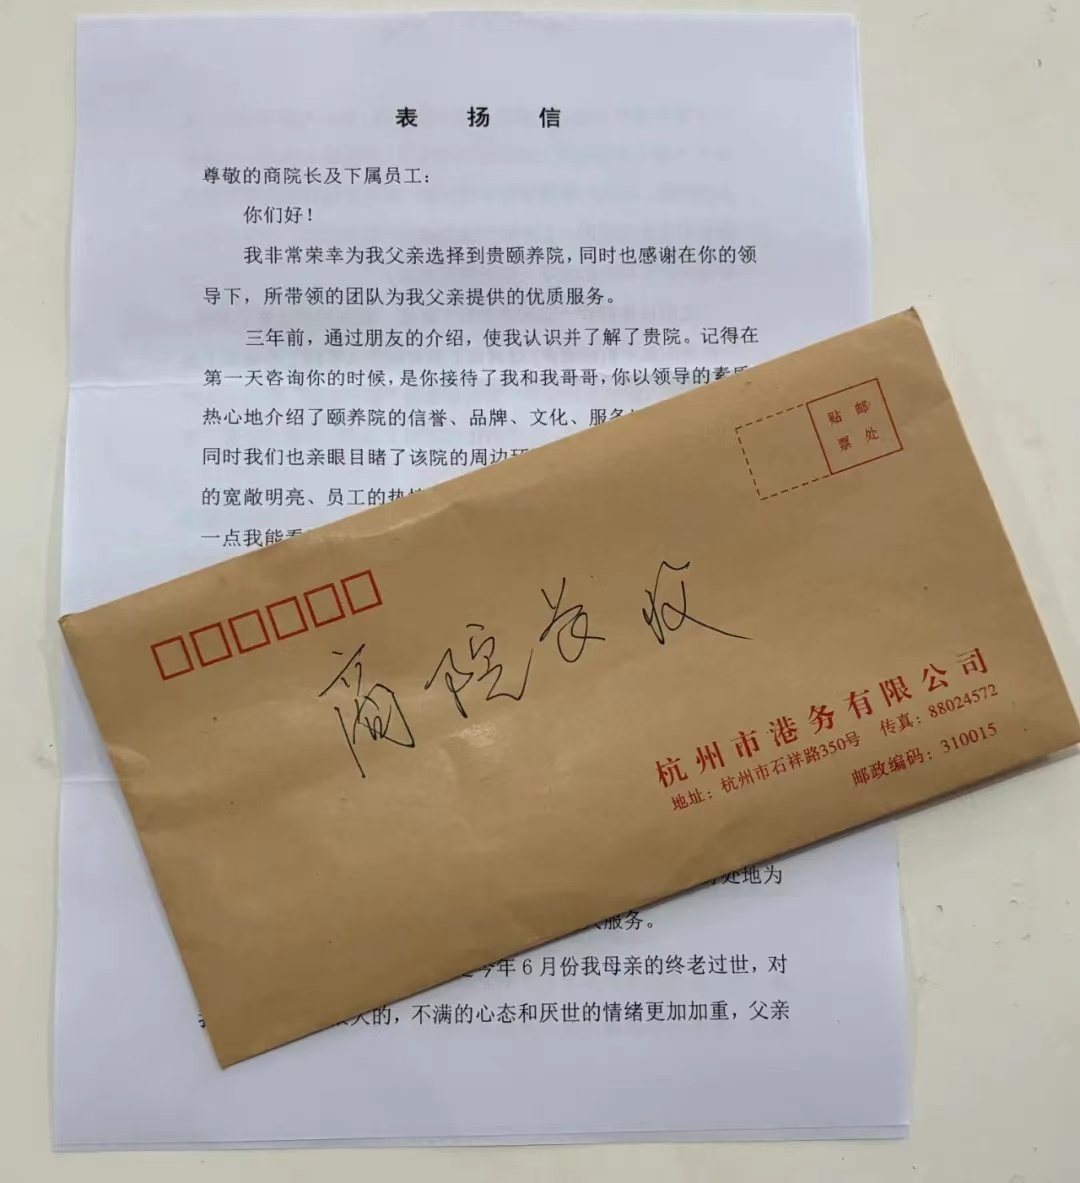 表 扬 信
尊敬的商院长及下属员工：
你们好！
我非常荣幸为我父亲选择到贵颐养院，同时也感谢在你的领
导下，所带领的团队为我父亲提供的优质服务。
三年前，通过朋友的介绍，使我认识并了解了贵院。记得在
第一天咨询你的时候，是你接待了我和我哥哥，你以领导的素质
热心地介绍了颐养院的信誉、品牌、文化、服务
同时我们也亲眼目睹了该院的周边环
的宽敞明亮、员工的热情
一点我能看
贴 邮
票 处
商院长收
杭州市港务有限公司
地址：杭州市石祥路350号 传真：88024572
邮政编码：310015
处地为
服务。
今年6月份我母亲的终老过世，对
大的，不满的心态和厌世的情绪更加加重，父亲